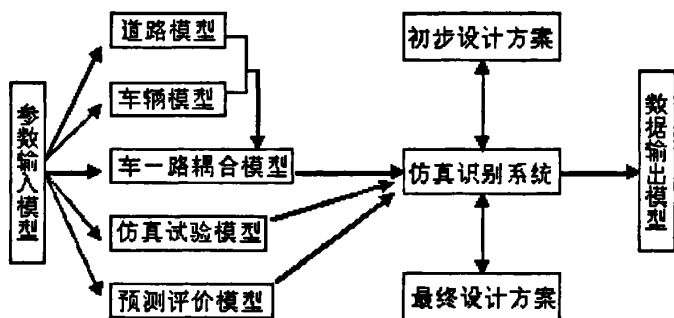 参数输入模型
道路模型
车辆模型
车一路耦合模型
仿真试验模型
预测评价模型
初步设计方案
仿真识别系统
最终设计方案
数据输出模型